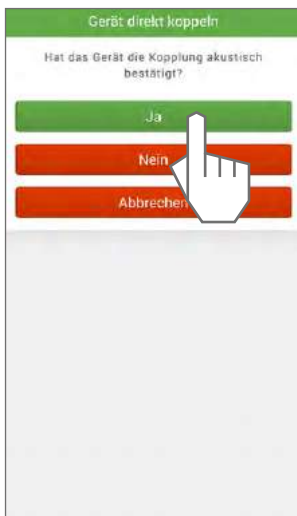 Gerät direkt koppeln
Hat das Gerät die Kopplung akustisch
bestätigt?
Ja
Nein
Abbrechen